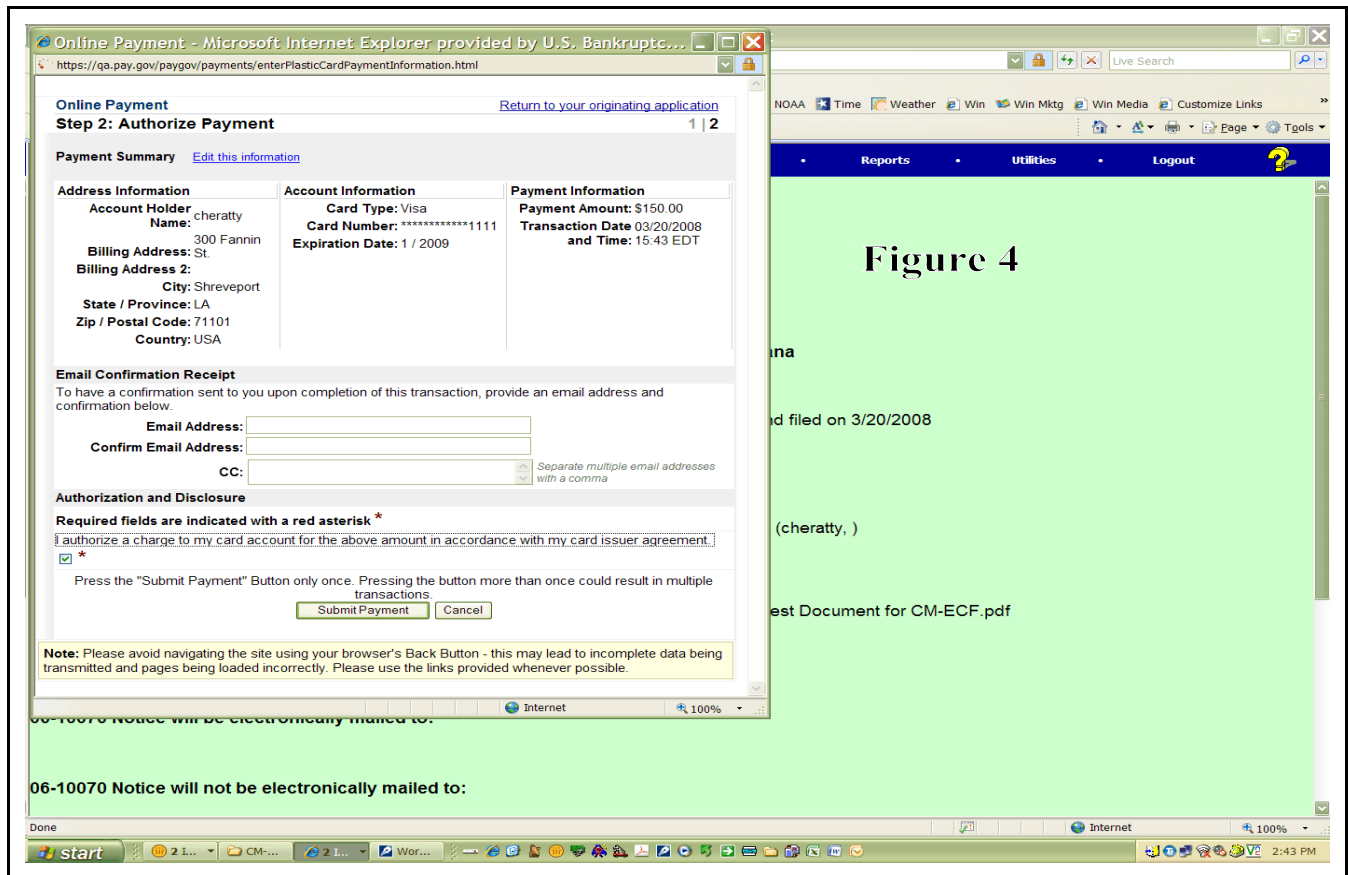 Online Payment - Microsoft Internet Explorer provided by U.S. Bankruptc...
https://qa.pay.gov/paygov/payments/enterPlasticCardPaymentInformation.html
Live Search
NOAA Time Weather Win Win Mktg Win Media Customize Links »
Page Tools
Reports • Utilities • Logout ?
Online Payment
Return to your originating application
Step 2: Authorize Payment
1 | 2
Payment Summary Edit this information
Address Information
Account Holder Name: cheratty
Billing Address: 300 Fannin St.
Billing Address 2:
City: Shreveport
State / Province: LA
Zip / Postal Code: 71101
Country: USA
Account Information
Card Type: Visa
Card Number: ************1111
Expiration Date: 1 / 2009
Payment Information
Payment Amount: $150.00
Transaction Date and Time: 03/20/2008 15:43 EDT
Email Confirmation Receipt
To have a confirmation sent to you upon completion of this transaction, provide an email address and
confirmation below.
Email Address:
Confirm Email Address:
CC:
Separate multiple email addresses
with a comma
Authorization and Disclosure
Required fields are indicated with a red asterisk *
I authorize a charge to my card account for the above amount in accordance with my card issuer agreement.
*
Press the "Submit Payment" Button only once. Pressing the button more than once could result in multiple
transactions.
Submit Payment Cancel
Note: Please avoid navigating the site using your browser's Back Button - this may lead to incomplete data being
transmitted and pages being loaded incorrectly. Please use the links provided whenever possible.
Internet 100%
Figure 4
ana
nd filed on 3/20/2008
(cheratty, )
est Document for CM-ECF.pdf
06-10070 Notice will be electronically mailed to:
06-10070 Notice will not be electronically mailed to:
Done
Internet 100%
start 2 I... CM-... 2 I... Wor... 2:43 PM